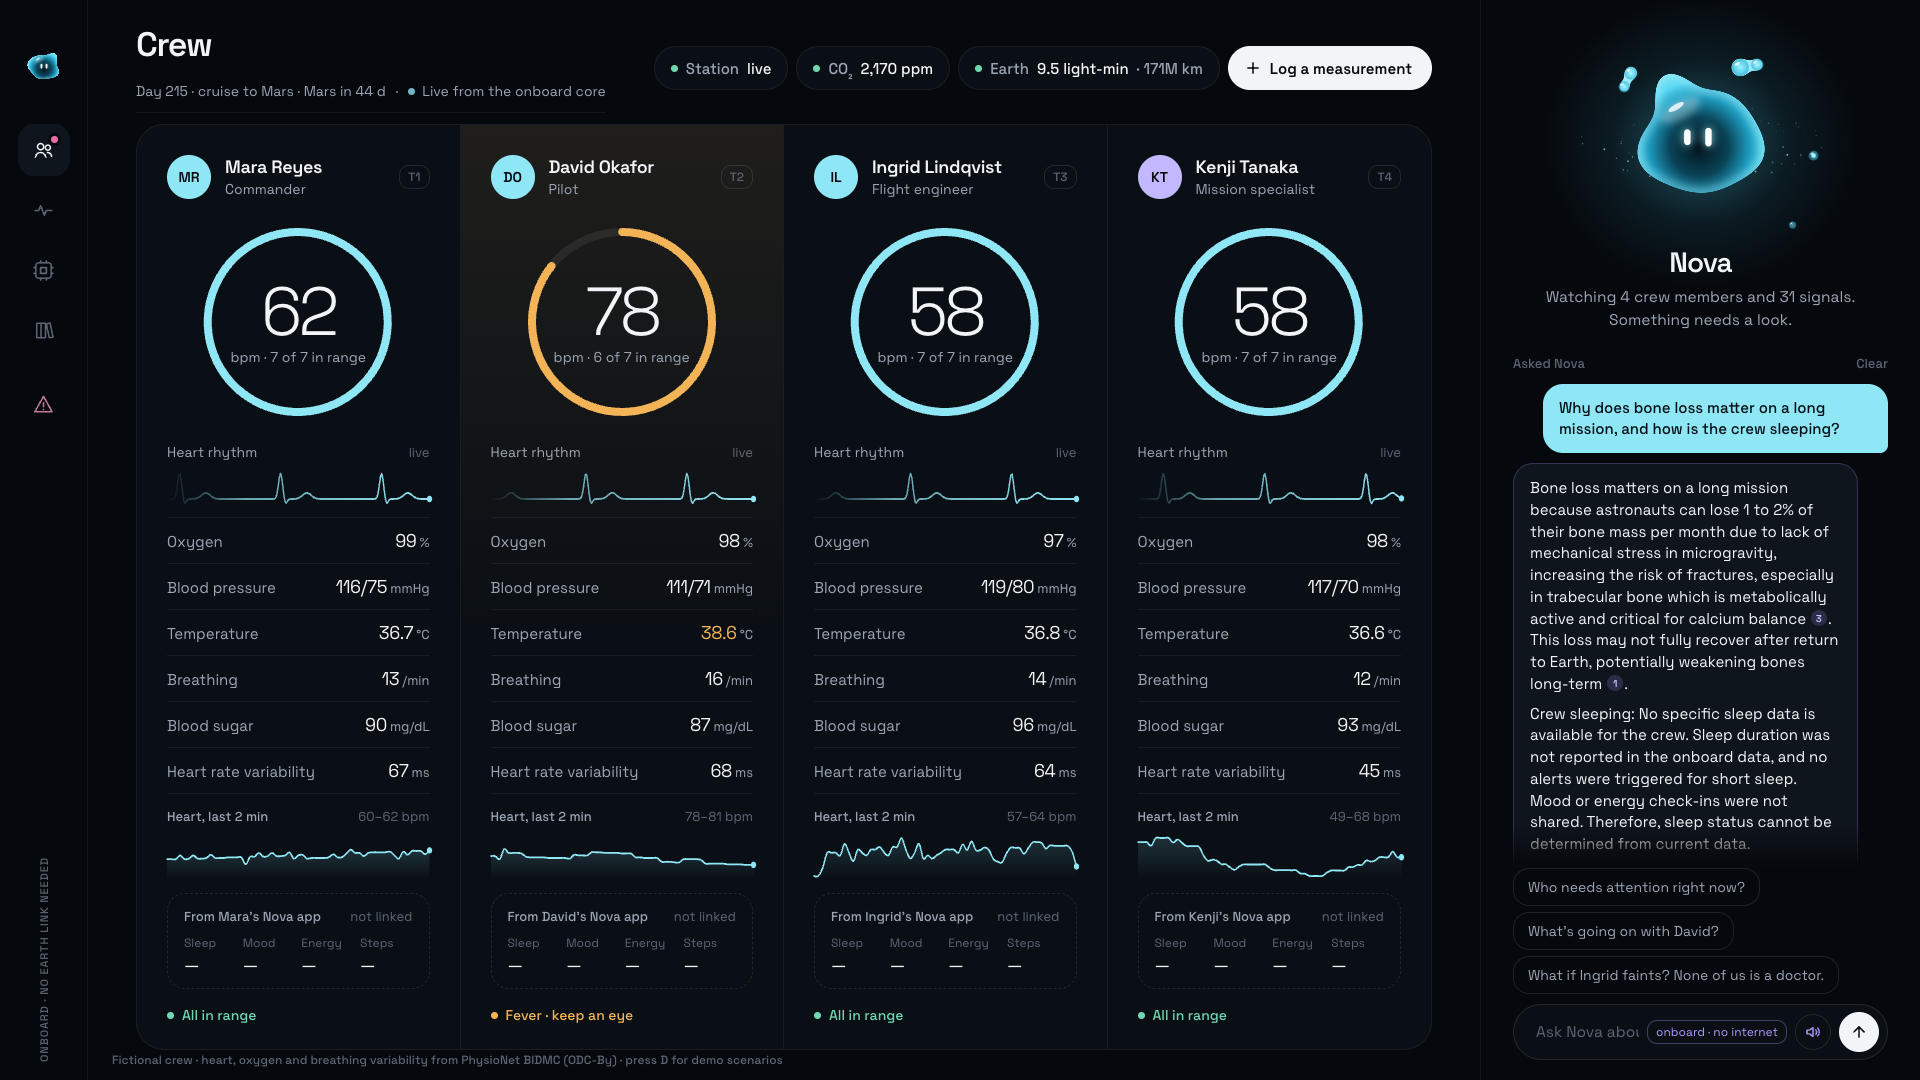 Crew
Day 215 · cruise to Mars · Mars in 44 d · Live from the onboard core
Station live
CO₂ 2,170 ppm
Earth 9.5 light-min · 171M km
+ Log a measurement
MR
Mara Reyes
Commander
T1
62
bpm · 7 of 7 in range
Heart rhythm live
Oxygen 99 %
Blood pressure 116/75 mmHg
Temperature 36.7 °C
Breathing 13 /min
Blood sugar 90 mg/dL
Heart rate variability 67 ms
Heart, last 2 min 60–62 bpm
From Mara's Nova app not linked
Sleep Mood Energy Steps
— — — —
All in range
DO
David Okafor
Pilot
T2
78
bpm · 6 of 7 in range
Heart rhythm live
Oxygen 98 %
Blood pressure 111/71 mmHg
Temperature 38.6 °C
Breathing 16 /min
Blood sugar 87 mg/dL
Heart rate variability 68 ms
Heart, last 2 min 78–81 bpm
From David's Nova app not linked
Sleep Mood Energy Steps
— — — —
Fever · keep an eye
IL
Ingrid Lindqvist
Flight engineer
T3
58
bpm · 7 of 7 in range
Heart rhythm live
Oxygen 97 %
Blood pressure 119/80 mmHg
Temperature 36.8 °C
Breathing 14 /min
Blood sugar 96 mg/dL
Heart rate variability 64 ms
Heart, last 2 min 57–64 bpm
From Ingrid's Nova app not linked
Sleep Mood Energy Steps
— — — —
All in range
KT
Kenji Tanaka
Mission specialist
T4
58
bpm · 7 of 7 in range
Heart rhythm live
Oxygen 98 %
Blood pressure 117/70 mmHg
Temperature 36.6 °C
Breathing 12 /min
Blood sugar 93 mg/dL
Heart rate variability 45 ms
Heart, last 2 min 49–68 bpm
From Kenji's Nova app not linked
Sleep Mood Energy Steps
— — — —
All in range
ONBOARD · NO EARTH LINK NEEDED
Fictional crew · heart, oxygen and breathing variability from PhysioNet BIDMC (ODC-By) · press D for demo scenarios
Nova
Watching 4 crew members and 31 signals.
Something needs a look.
Asked Nova Clear
Why does bone loss matter on a long
mission, and how is the crew sleeping?
Bone loss matters on a long mission
because astronauts can lose 1 to 2% of
their bone mass per month due to lack of
mechanical stress in microgravity,
increasing the risk of fractures, especially
in trabecular bone which is metabolically
active and critical for calcium balance 3.
This loss may not fully recover after return
to Earth, potentially weakening bones
long-term 1.
Crew sleeping: No specific sleep data is
available for the crew. Sleep duration was
not reported in the onboard data, and no
alerts were triggered for short sleep.
Mood or energy check-ins were not
shared. Therefore, sleep status cannot be
determined from current data.
Who needs attention right now?
What's going on with David?
What if Ingrid faints? None of us is a doctor.
Ask Nova abou onboard · no internet